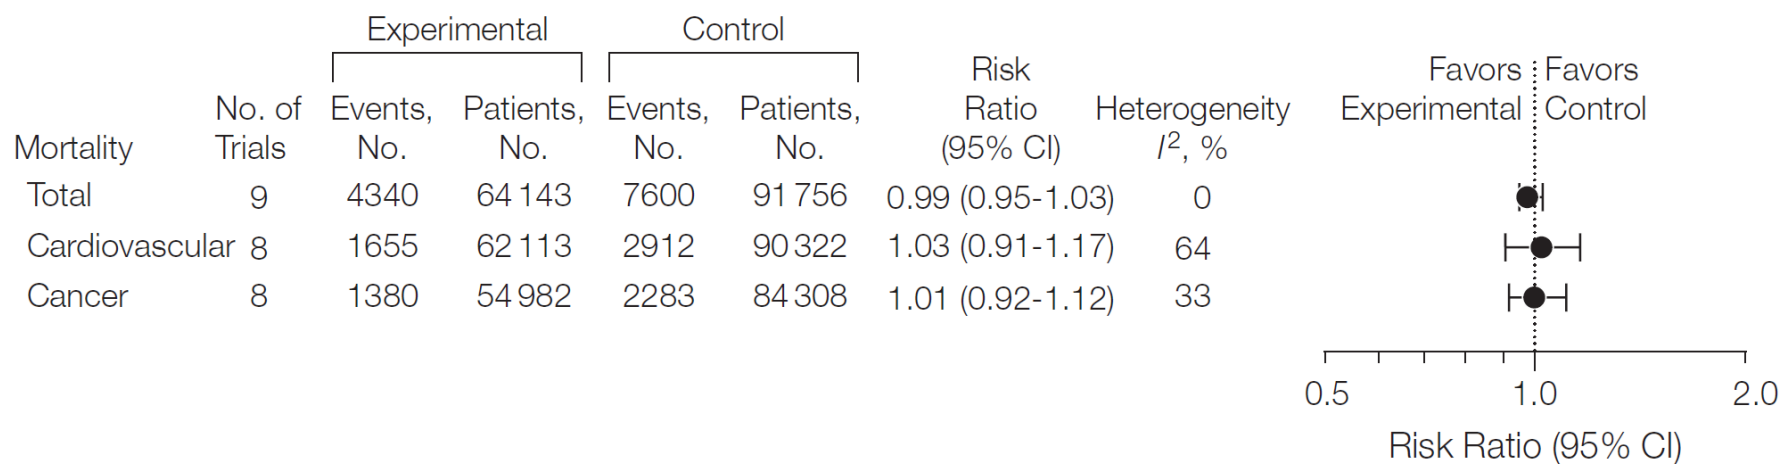 Experimental Control
Risk Favors Favors
No. of Events, Patients, Events, Patients, Ratio Heterogeneity Experimental Control
Mortality Trials No. No. No. No. (95% CI) I², %
Total 9 4340 64 143 7600 91 756 0.99 (0.95-1.03) 0
Cardiovascular 8 1655 62 113 2912 90 322 1.03 (0.91-1.17) 64
Cancer 8 1380 54 982 2283 84 308 1.01 (0.92-1.12) 33
0.5 1.0 2.0
Risk Ratio (95% CI)